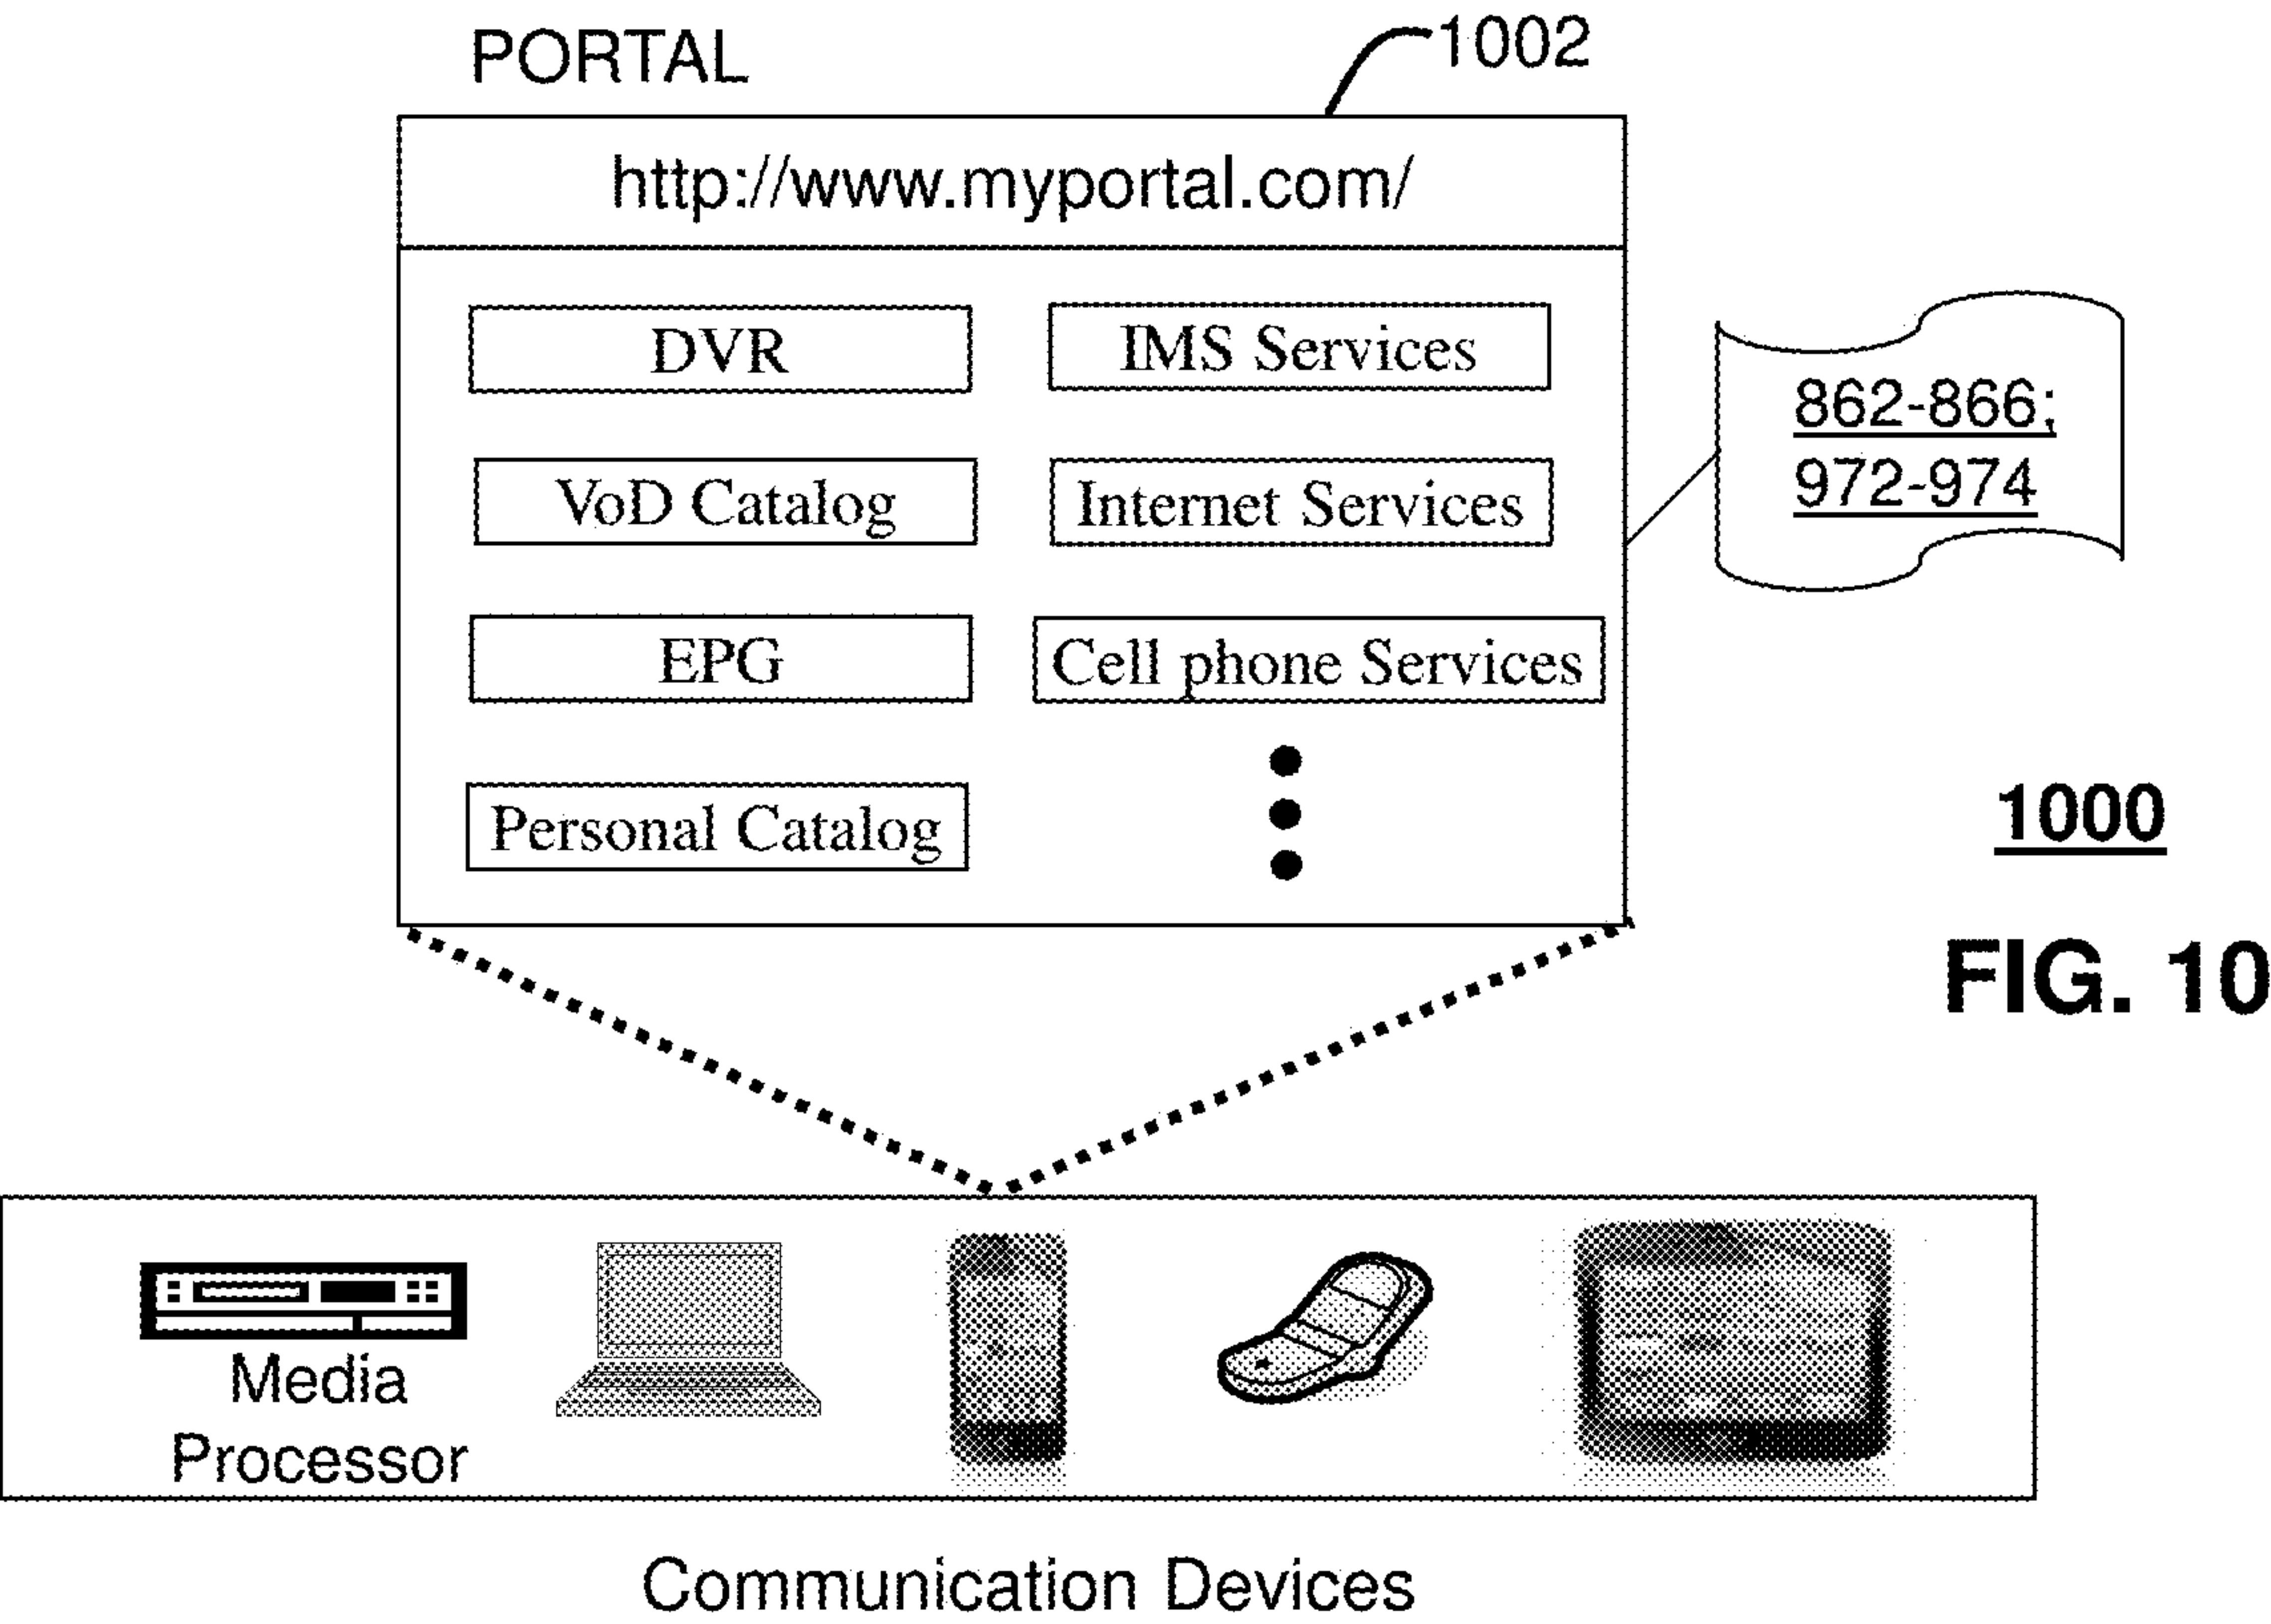 PORTAL
1002
http://www.myportal.com/
DVR
IMS Services
VoD Catalog
Internet Services
EPG
Cell phone Services
Personal Catalog
862-866;
972-974
1000
FIG. 10
Media
Processor
Communication Devices